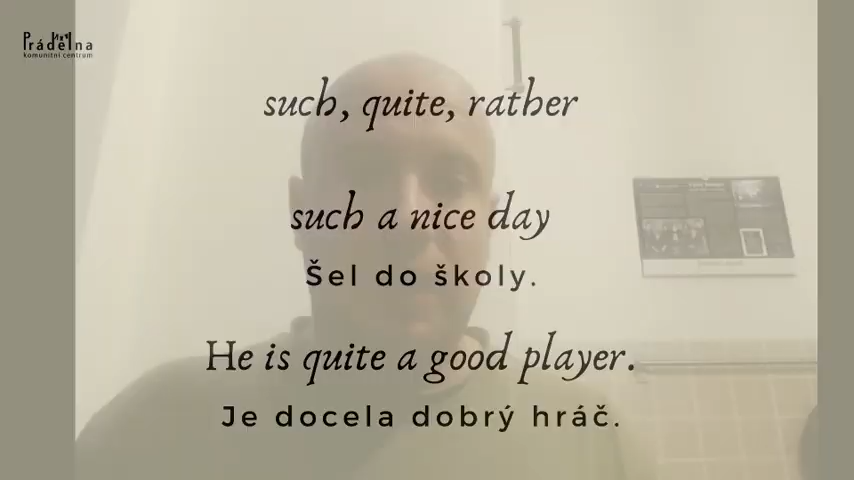 Prádelna
komunitní centrum
such, quite, rather
such a nice day
Šel do školy.
He is quite a good player.
Je docela dobrý hráč.